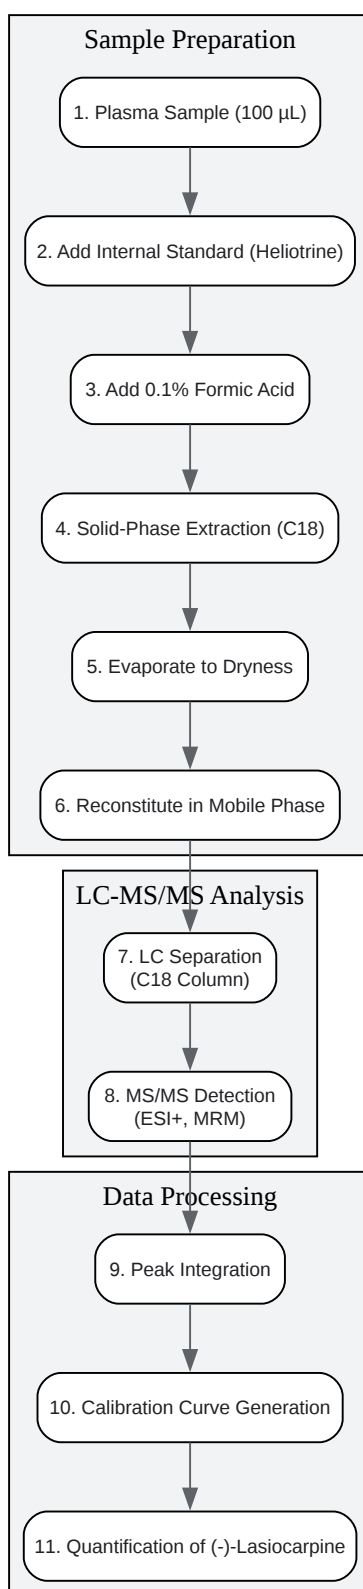 Sample Preparation
1. Plasma Sample (100 µL)
2. Add Internal Standard (Heliotrine)
3. Add 0.1% Formic Acid
4. Solid-Phase Extraction (C18)
5. Evaporate to Dryness
6. Reconstitute in Mobile Phase
LC-MS/MS Analysis
7. LC Separation
(C18 Column)
8. MS/MS Detection
(ESI+, MRM)
Data Processing
9. Peak Integration
10. Calibration Curve Generation
11. Quantification of (-)-Lasiocarpine